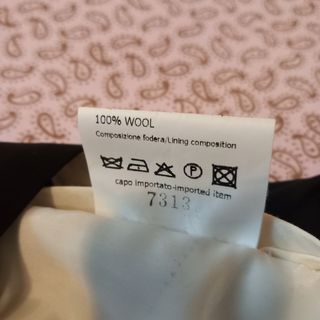 100% WOOL
Composizione fodera/Lining composition
P
capo importato-imported item
7313